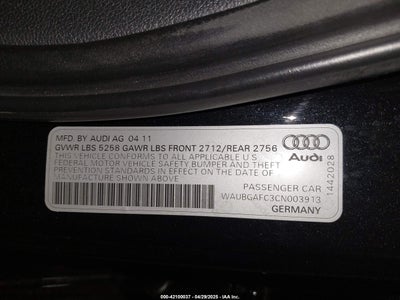 MFD. BY AUDI AG 04 11
GVWR LBS 5258 GAWR LBS FRONT 2712/REAR 2756
THIS VEHICLE CONFORMS TO ALL APPLICABLE U S
FEDERAL MOTOR VEHICLE SAFETY BUMPER AND THEFT
PREVENTION STANDARDS IN EFFECT ON THE DATE OF
MANUFACTURE SHOWN ABOVE
Audi
1442028
PASSENGER CAR
WAUBGAFC3CN003913
GERMANY
000-42100037 - 04/29/2025 - IAA Inc.